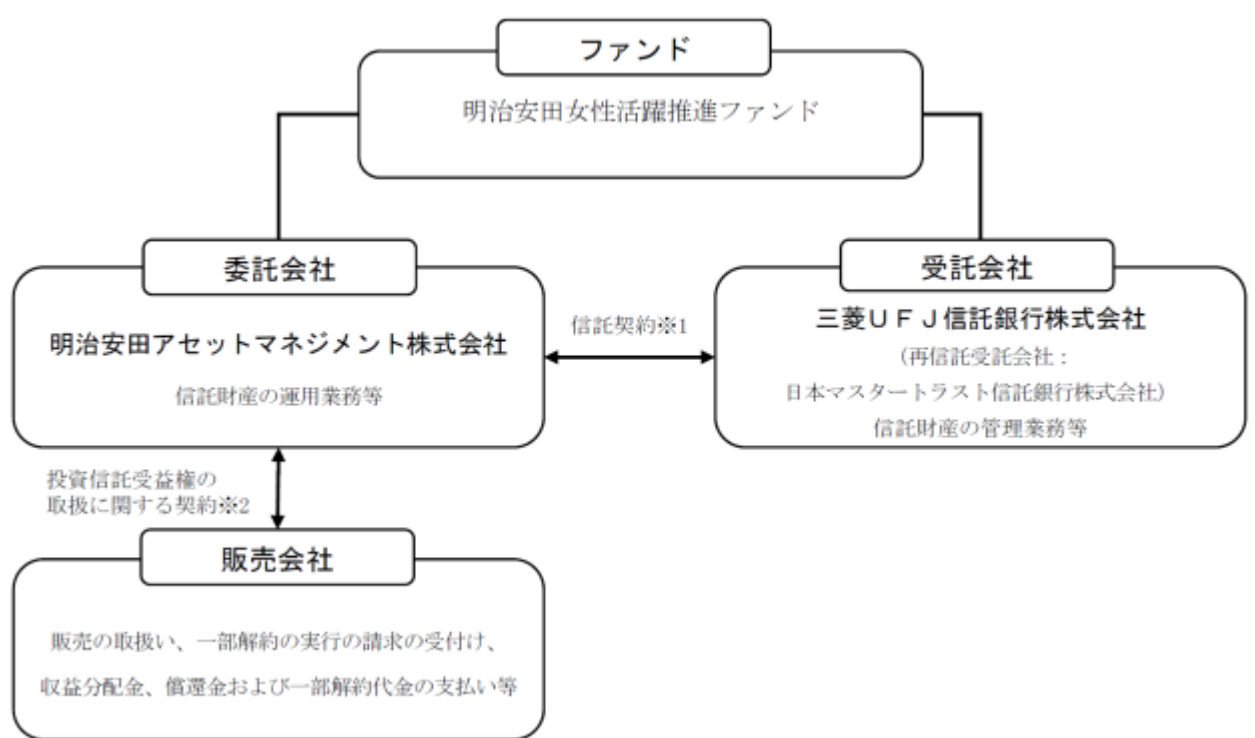 ファンド
明治安田女性活躍推進ファンド
委託会社
明治安田アセットマネジメント株式会社
信託財産の運用業務等
信託契約※1
受託会社
三菱UFJ信託銀行株式会社
(再信託受託会社:
日本マスタートラスト信託銀行株式会社)
信託財産の管理業務等
投資信託受益権の
取扱に関する契約※2
販売会社
販売の取扱い、一部解約の実行の請求の受付け、
収益分配金、償還金および一部解約代金の支払い等